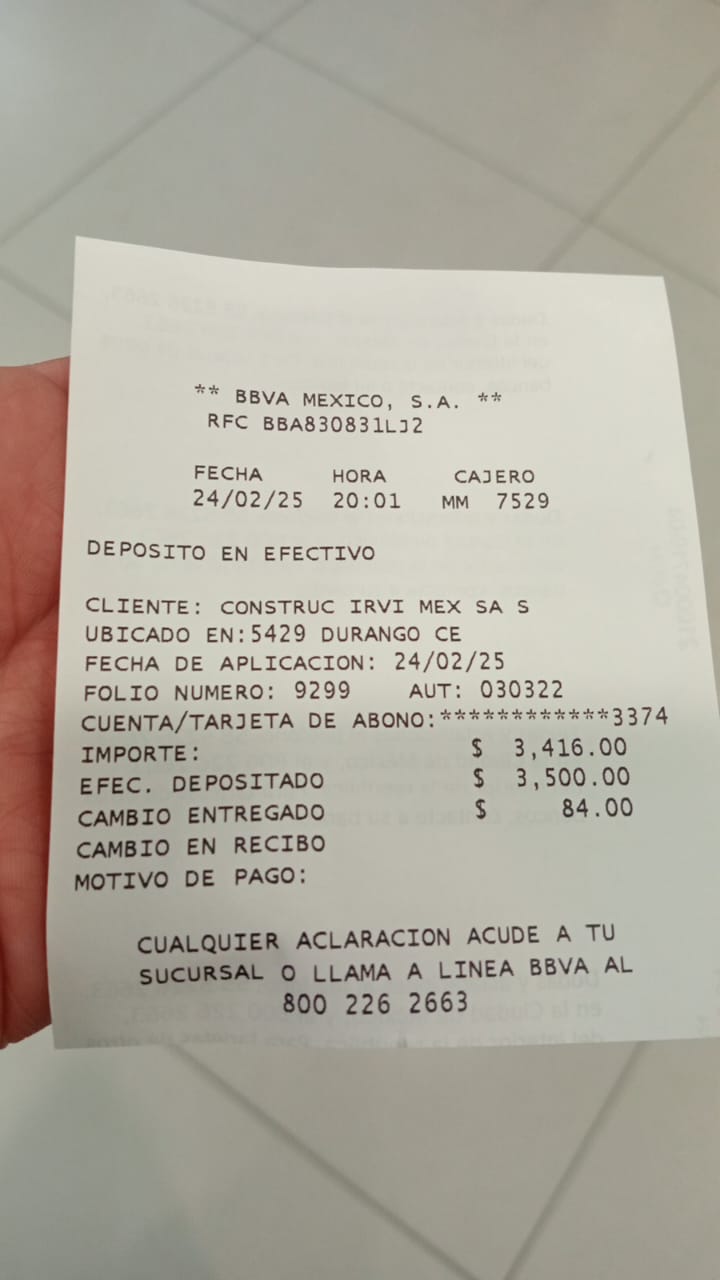 ** BBVA MEXICO, S.A. **
RFC BBA830831LJ2
FECHA HORA CAJERO
24/02/25 20:01 MM 7529
DEPOSITO EN EFECTIVO
CLIENTE: CONSTRUC IRVI MEX SA S
UBICADO EN:5429 DURANGO CE
FECHA DE APLICACION: 24/02/25
FOLIO NUMERO: 9299 AUT: 030322
CUENTA/TARJETA DE ABONO:************3374
IMPORTE: $ 3,416.00
EFEC. DEPOSITADO $ 3,500.00
CAMBIO ENTREGADO $ 84.00
CAMBIO EN RECIBO
MOTIVO DE PAGO:
CUALQUIER ACLARACION ACUDE A TU
SUCURSAL O LLAMA A LINEA BBVA AL
800 226 2663